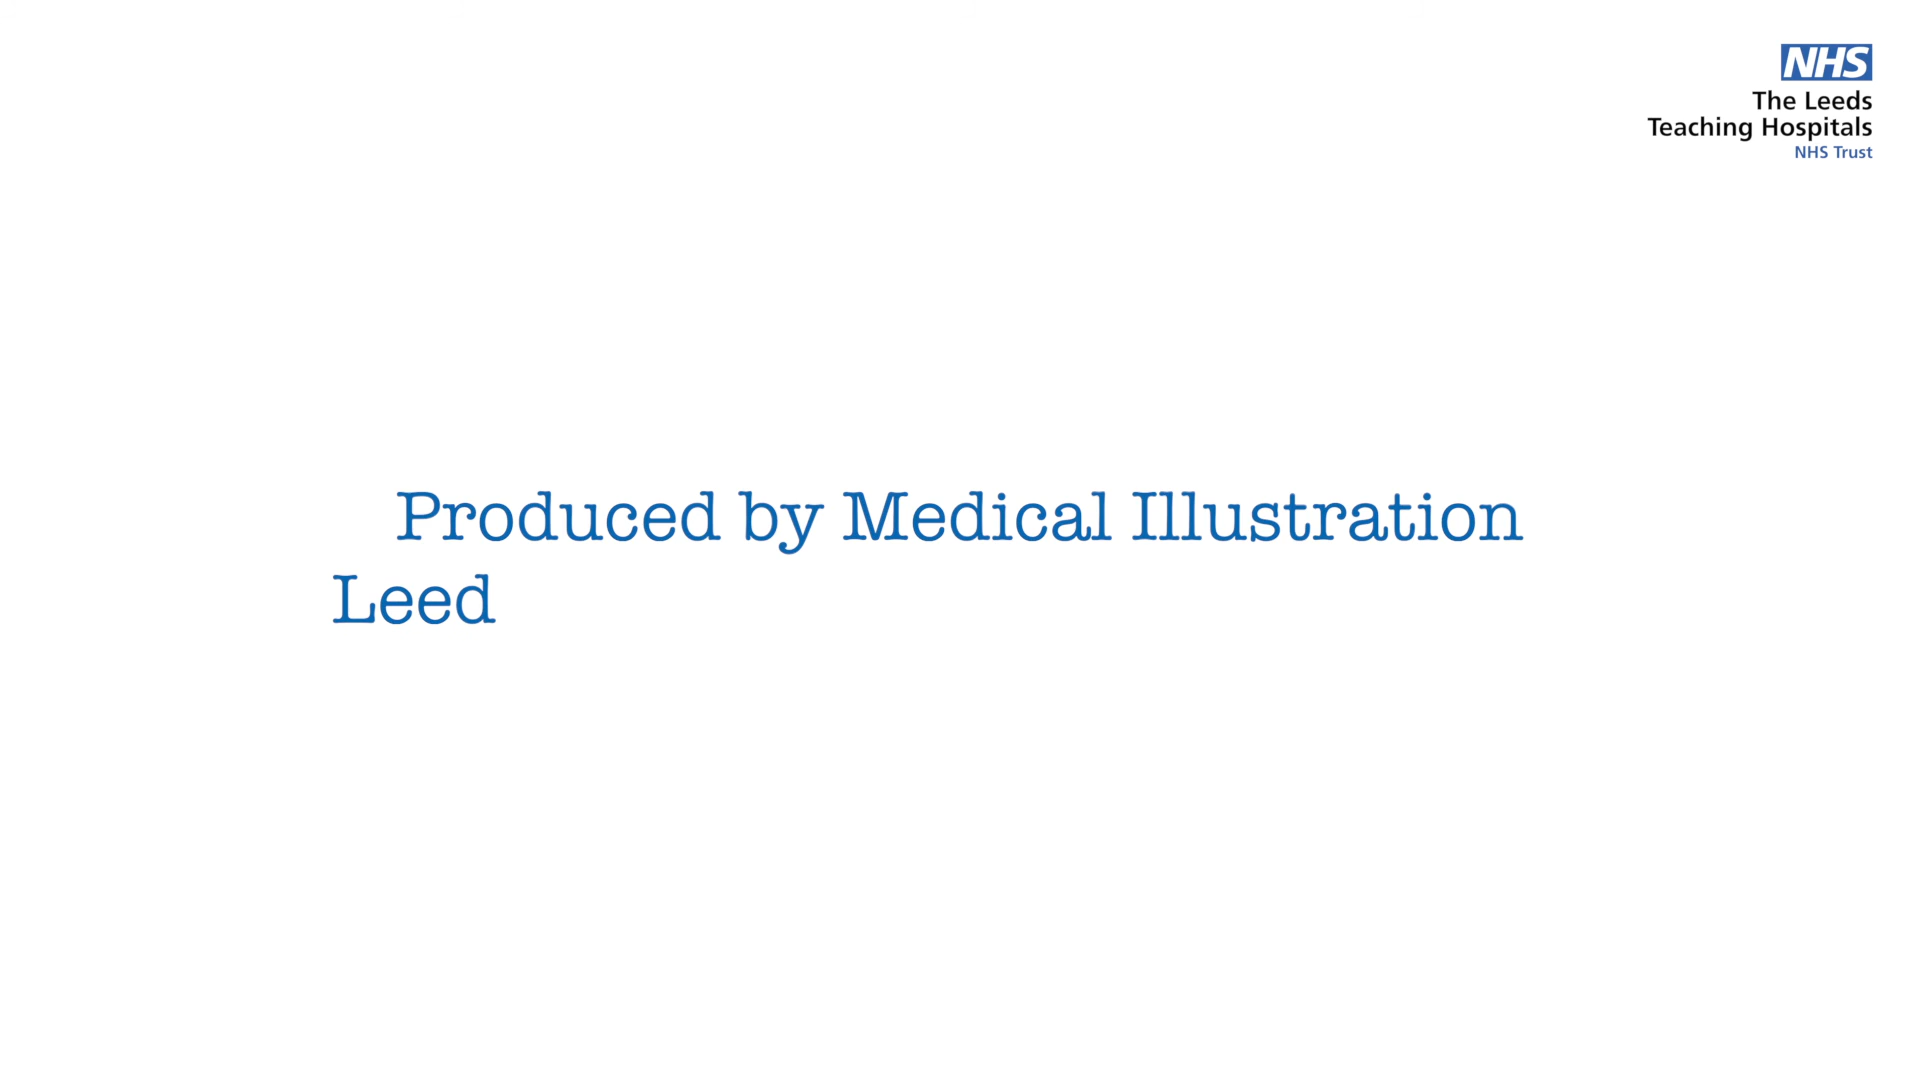 NHS
The Leeds
Teaching Hospitals
NHS Trust
Produced by Medical Illustration
Leed